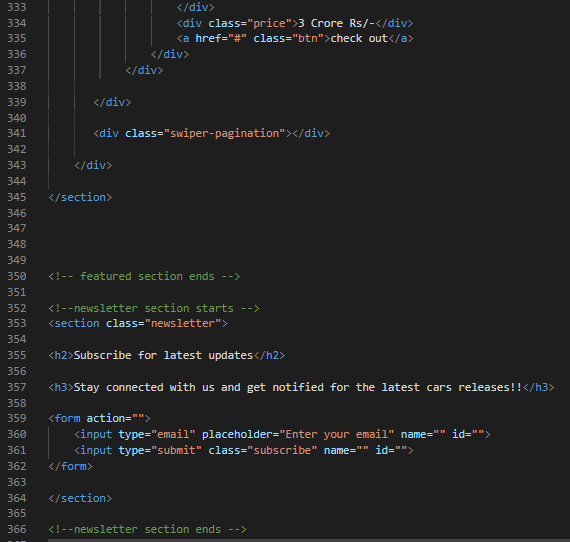 333 </div>
334 <div class="price">3 Crore Rs/-</div>
335 <a href="#" class="btn">check out</a>
336 </div>
337 </div>
338
339 </div>
340
341 <div class="swiper-pagination"></div>
342
343 </div>
344
345 </section>
346
347
348
349
350 <!-- featured section ends -->
351
352 <!--newsletter section starts -->
353 <section class="newsletter">
354
355 <h2>Subscribe for latest updates</h2>
356
357 <h3>Stay connected with us and get notified for the latest cars releases!!</h3>
358
359 <form action="">
360 <input type="email" placeholder="Enter your email" name="" id="">
361 <input type="submit" class="subscribe" name="" id="">
362 </form>
363
364 </section>
365
366 <!--newsletter section ends -->